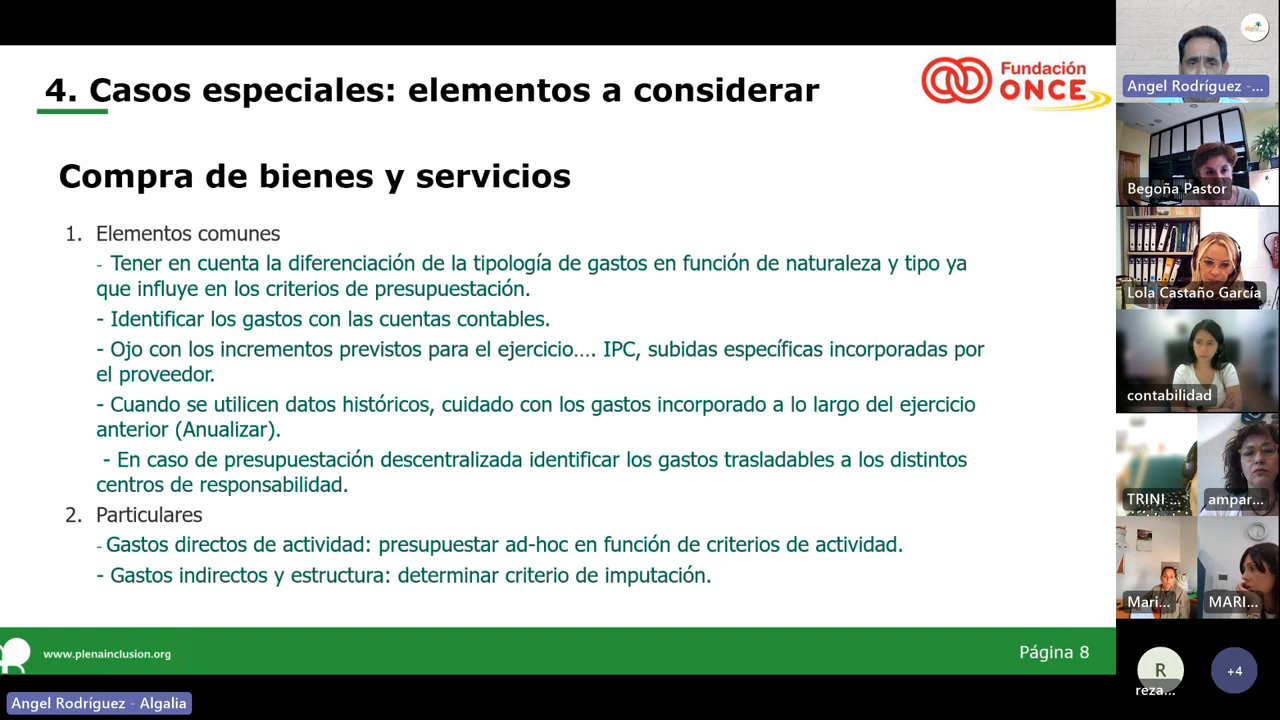 4. Casos especiales: elementos a considerar
Fundación
ONCE
Compra de bienes y servicios
1. Elementos comunes
- Tener en cuenta la diferenciación de la tipología de gastos en función de naturaleza y tipo ya
que influye en los criterios de presupuestación.
- Identificar los gastos con las cuentas contables.
- Ojo con los incrementos previstos para el ejercicio…. IPC, subidas específicas incorporadas por
el proveedor.
- Cuando se utilicen datos históricos, cuidado con los gastos incorporado a lo largo del ejercicio
anterior (Anualizar).
- En caso de presupuestación descentralizada identificar los gastos trasladables a los distintos
centros de responsabilidad.
2. Particulares
- Gastos directos de actividad: presupuestar ad-hoc en función de criterios de actividad.
- Gastos indirectos y estructura: determinar criterio de imputación.
www.plenainclusion.org
Página 8
Angel Rodríguez - Algalia
Angel Rodríguez -...
Begoña Pastor
Lola Castaño García
contabilidad
TRINI ...
ampar...
Mari...
MARI...
R
reza...
+4